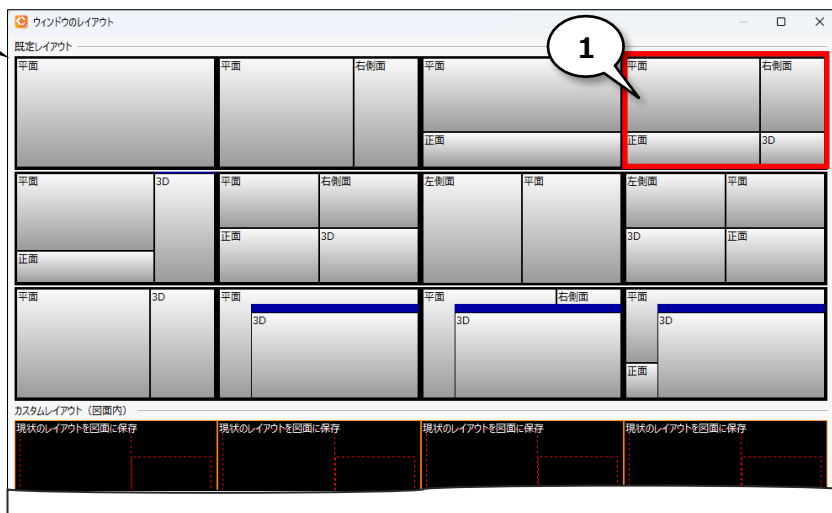 ウィンドウのレイアウト
既定レイアウト
1
平面
平面 右側面
平面
正面
平面 右側面
正面 3D
平面 3D
正面
平面 右側面
正面 3D
左側面 平面
左側面 平面
3D 正面
平面 3D
平面
3D
平面 右側面
3D
平面
3D
正面
カスタムレイアウト（図面内）
現状のレイアウトを図面に保存
現状のレイアウトを図面に保存
現状のレイアウトを図面に保存
現状のレイアウトを図面に保存